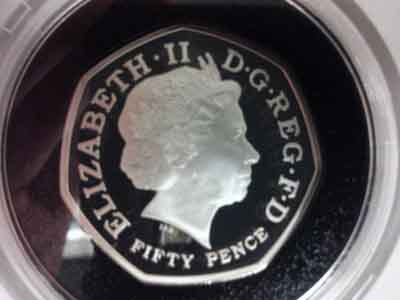 ELIZABETH · II D · G · REG · F · D
FIFTY PENCE